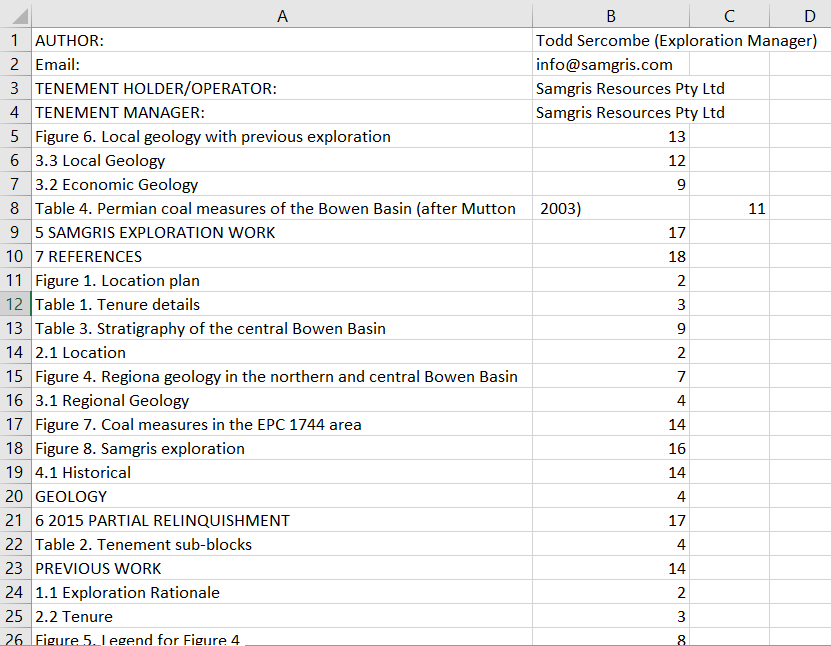 A B C D
1 AUTHOR: Todd Sercombe (Exploration Manager)
2 Email: info@samgris.com
3 TENEMENT HOLDER/OPERATOR: Samgris Resources Pty Ltd
4 TENEMENT MANAGER: Samgris Resources Pty Ltd
5 Figure 6. Local geology with previous exploration 13
6 3.3 Local Geology 12
7 3.2 Economic Geology 9
8 Table 4. Permian coal measures of the Bowen Basin (after Mutton 2003) 11
9 5 SAMGRIS EXPLORATION WORK 17
10 7 REFERENCES 18
11 Figure 1. Location plan 2
12 Table 1. Tenure details 3
13 Table 3. Stratigraphy of the central Bowen Basin 9
14 2.1 Location 2
15 Figure 4. Regiona geology in the northern and central Bowen Basin 7
16 3.1 Regional Geology 4
17 Figure 7. Coal measures in the EPC 1744 area 14
18 Figure 8. Samgris exploration 16
19 4.1 Historical 14
20 GEOLOGY 4
21 6 2015 PARTIAL RELINQUISHMENT 17
22 Table 2. Tenement sub-blocks 4
23 PREVIOUS WORK 14
24 1.1 Exploration Rationale 2
25 2.2 Tenure 3
26 Figure 5. Legend for Figure 4 8